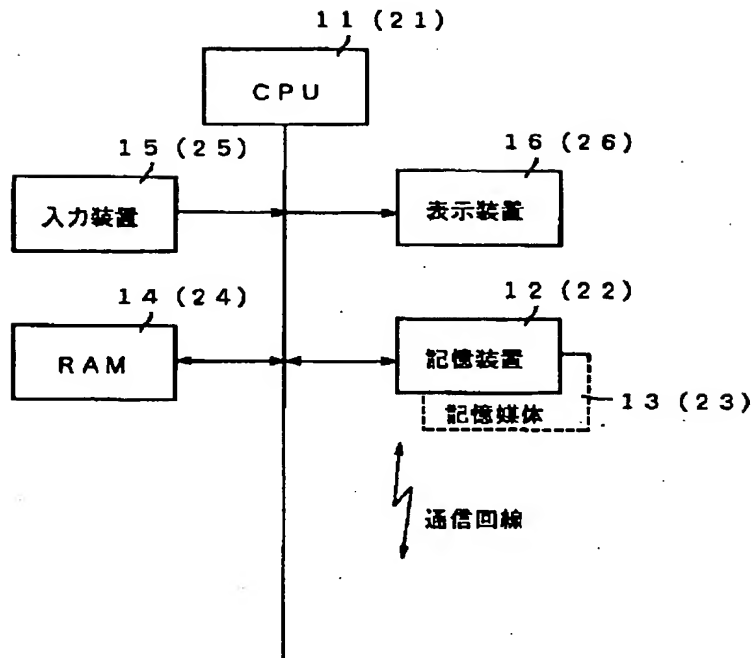 11(21)
CPU
15(25)
16(26)
入力装置
表示装置
14(24)
12(22)
RAM
記憶装置
記憶媒体
13(23)
通信回線